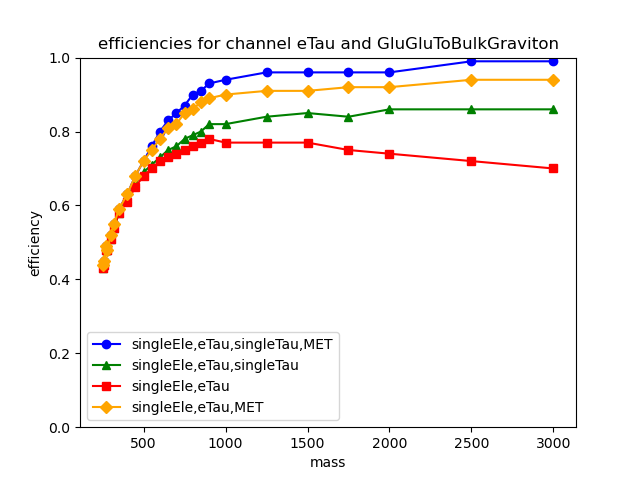 efficiencies for channel eTau and GluGluToBulkGraviton
1.0
0.8
0.6
0.4
0.2
0.0
efficiency
singleEle,eTau,singleTau,MET
singleEle,eTau,singleTau
singleEle,eTau
singleEle,eTau,MET
500 1000 1500 2000 2500 3000
mass